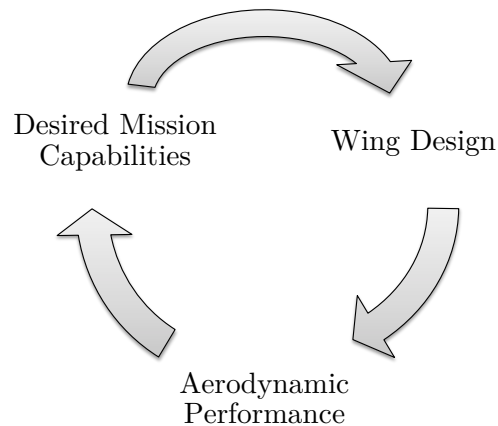 Desired Mission
Capabilities
Wing Design
Aerodynamic
Performance